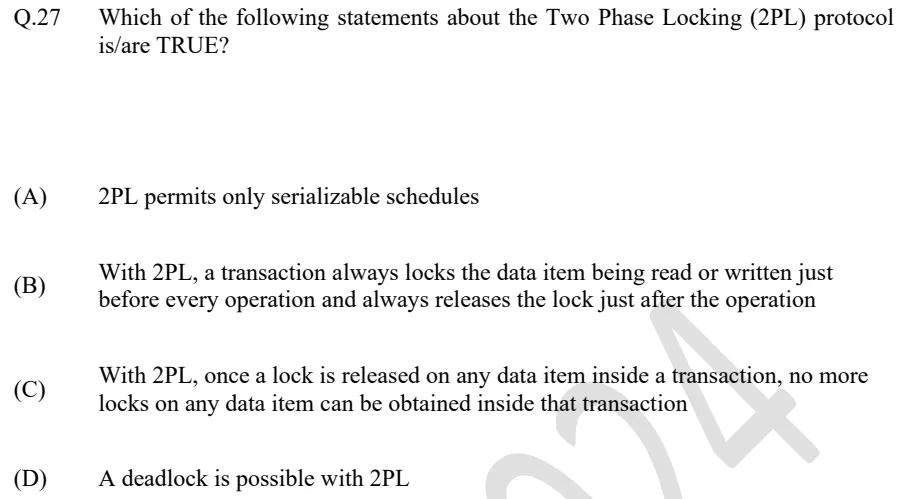 Q.27 Which of the following statements about the Two Phase Locking (2PL) protocol
is/are TRUE?
(A) 2PL permits only serializable schedules
(B) With 2PL, a transaction always locks the data item being read or written just
before every operation and always releases the lock just after the operation
(C) With 2PL, once a lock is released on any data item inside a transaction, no more
locks on any data item can be obtained inside that transaction
(D) A deadlock is possible with 2PL
024